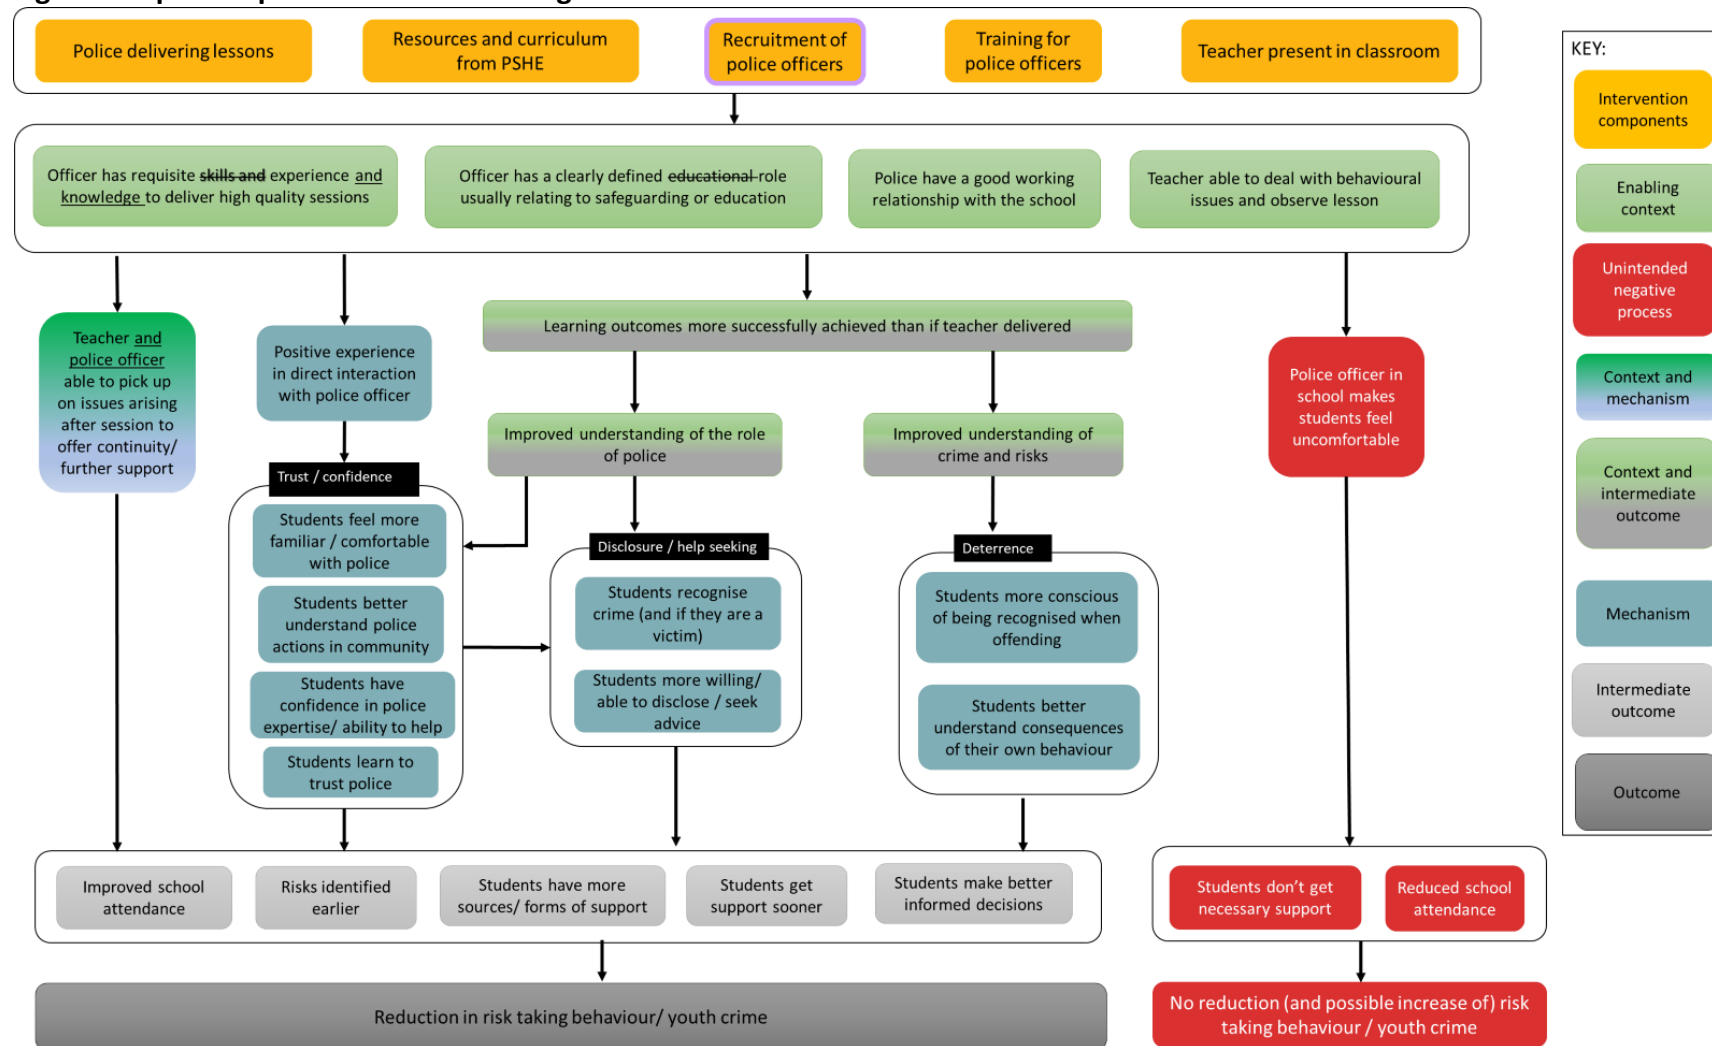 Police delivering lessons
Resources and curriculum
from PSHE
Recruitment of
police officers
Training for
police officers
Teacher present in classroom
KEY:
Intervention
components
Officer has requisite skills and experience and
knowledge to deliver high quality sessions
Officer has a clearly defined educational role
usually relating to safeguarding or education
Police have a good working
relationship with the school
Teacher able to deal with behavioural
issues and observe lesson
Enabling
context
Unintended
negative
process
Learning outcomes more successfully achieved than if teacher delivered
Teacher and
police officer
able to pick up
on issues arising
after session to
offer continuity/
further support
Positive experience
in direct interaction
with police officer
Police officer in
school makes
students feel
uncomfortable
Context and
mechanism
Improved understanding of the role
of police
Improved understanding of
crime and risks
Context and
intermediate
outcome
Trust / confidence
Students feel more
familiar / comfortable
with police
Students better
understand police
actions in community
Students have
confidence in police
expertise/ ability to help
Students learn to
trust police
Disclosure / help seeking
Students recognise
crime (and if they are a
victim)
Students more willing/
able to disclose / seek
advice
Deterrence
Students more conscious
of being recognised when
offending
Students better
understand consequences
of their own behaviour
Mechanism
Intermediate
outcome
Outcome
Improved school
attendance
Risks identified
earlier
Students have more
sources/ forms of support
Students get
support sooner
Students make better
informed decisions
Students don't get
necessary support
Reduced school
attendance
Reduction in risk taking behaviour/ youth crime
No reduction (and possible increase of) risk
taking behaviour / youth crime